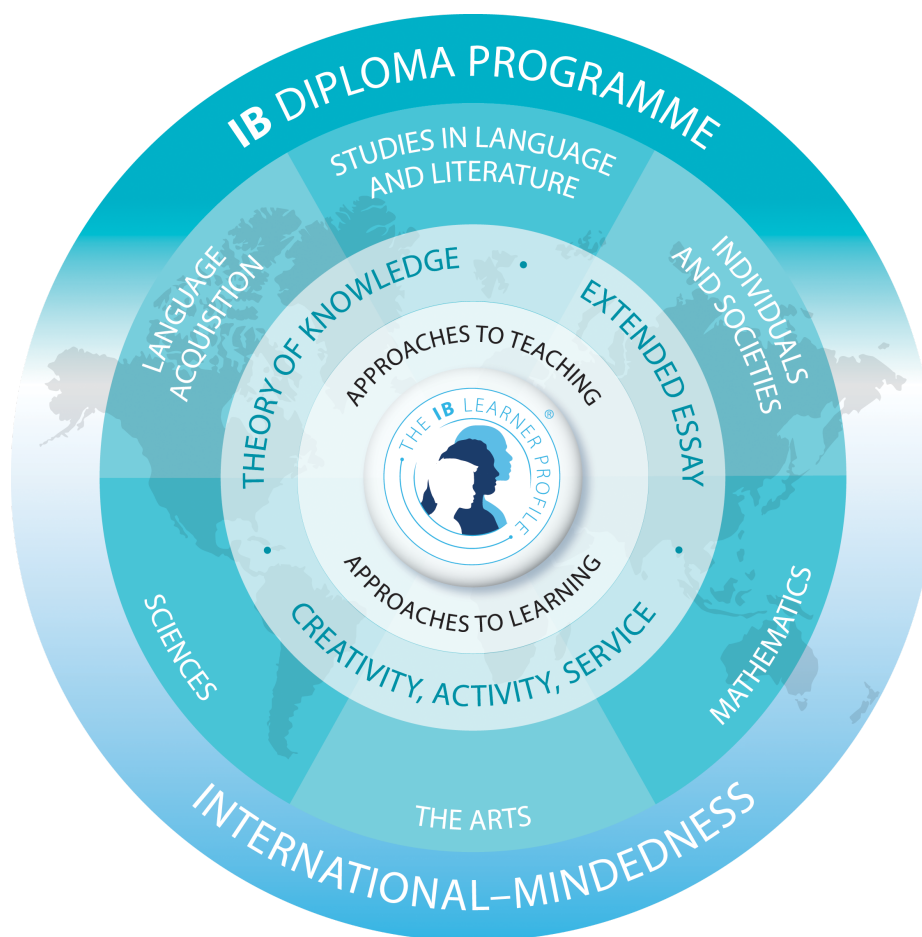 IB DIPLOMA PROGRAMME
STUDIES IN LANGUAGE
AND LITERATURE
LANGUAGE
ACQUISITION
INDIVIDUALS
AND SOCIETIES
THEORY OF KNOWLEDGE
•
EXTENDED ESSAY
APPROACHES TO TEACHING
THE IB LEARNER PROFILE
®
APPROACHES TO LEARNING
•
•
CREATIVITY, ACTIVITY, SERVICE
SCIENCES
MATHEMATICS
THE ARTS
INTERNATIONAL–MINDEDNESS